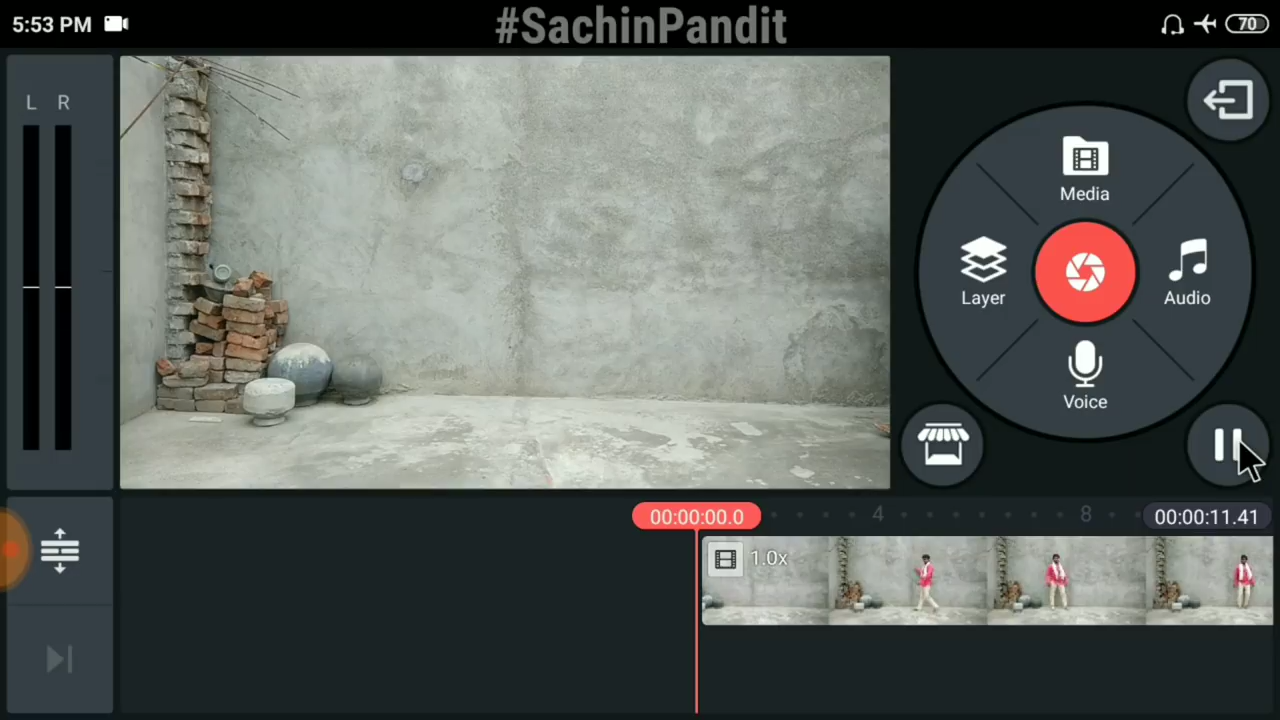 5:53 PM
#SachinPandit
70
L R
Media
Layer
Audio
Voice
00:00:00.0
4
8
00:00:11.41
1.0x